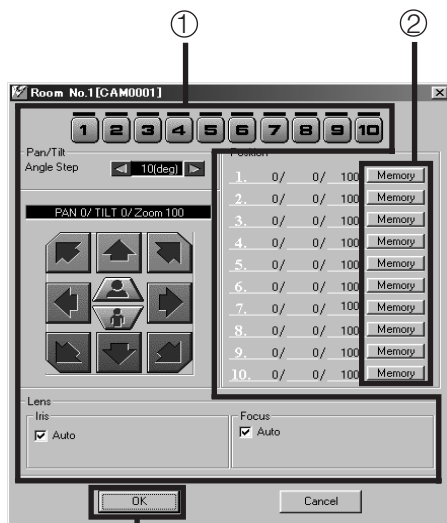 ① ②
Room No.1[CAM0001]
1 2 3 4 5 6 7 8 9 10
Pan/Tilt
Position
Angle Step 10(deg)
PAN 0/ TILT 0/ Zoom 100
1. 0/ 0/ 100 Memory
2. 0/ 0/ 100 Memory
3. 0/ 0/ 100 Memory
4. 0/ 0/ 100 Memory
5. 0/ 0/ 100 Memory
6. 0/ 0/ 100 Memory
7. 0/ 0/ 100 Memory
8. 0/ 0/ 100 Memory
9. 0/ 0/ 100 Memory
10. 0/ 0/ 100 Memory
Lens
Iris
Auto
Focus
Auto
OK Cancel